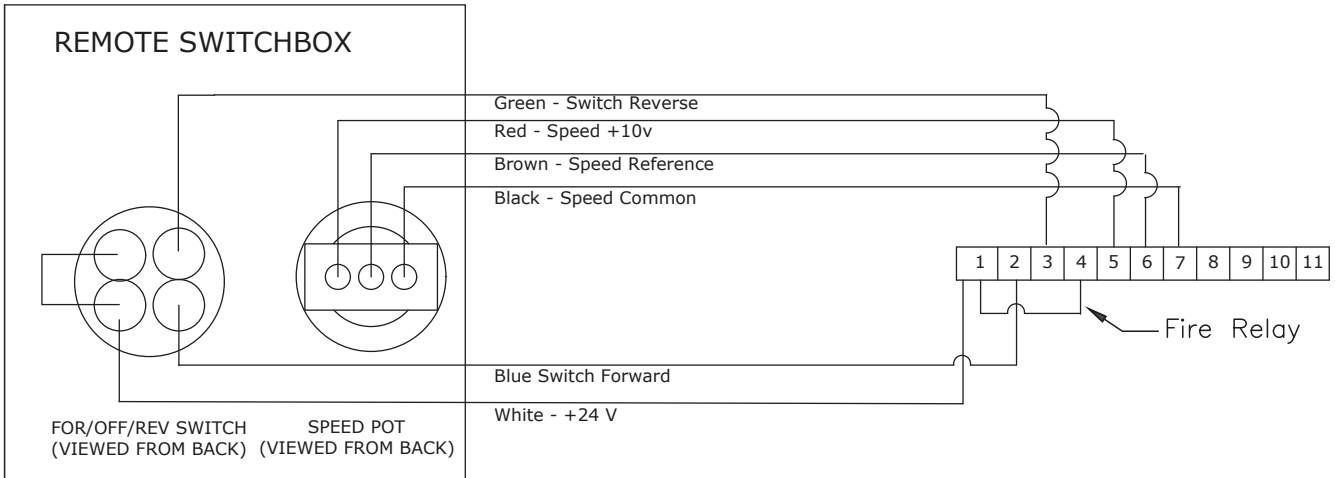 REMOTE SWITCHBOX
Green - Switch Reverse
Red - Speed +10v
Brown - Speed Reference
Black - Speed Common
1 2 3 4 5 6 7 8 9 10 11
Fire Relay
Blue Switch Forward
White - +24 V
FOR/OFF/REV SWITCH
(VIEWED FROM BACK)
SPEED POT
(VIEWED FROM BACK)